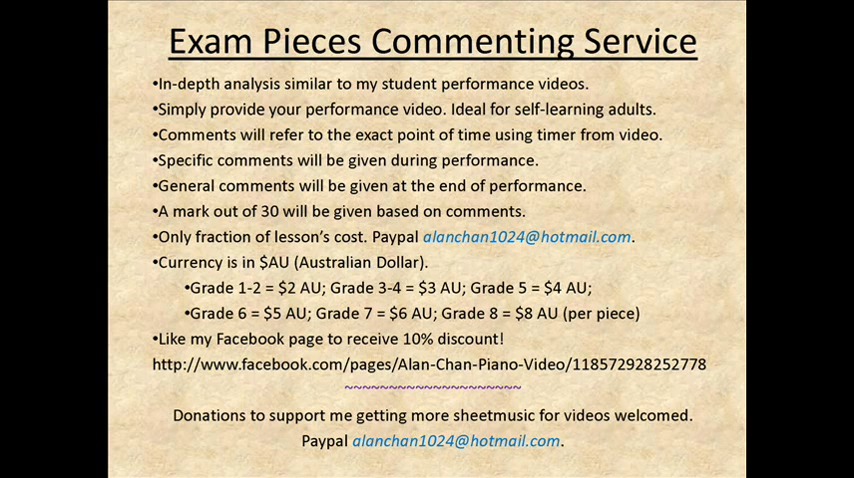 Exam Pieces Commenting Service
•In-depth analysis similar to my student performance videos.
•Simply provide your performance video. Ideal for self-learning adults.
•Comments will refer to the exact point of time using timer from video.
•Specific comments will be given during performance.
•General comments will be given at the end of performance.
•A mark out of 30 will be given based on comments.
•Only fraction of lesson’s cost. Paypal alanchan1024@hotmail.com.
•Currency is in $AU (Australian Dollar).
•Grade 1-2 = $2 AU; Grade 3-4 = $3 AU; Grade 5 = $4 AU;
•Grade 6 = $5 AU; Grade 7 = $6 AU; Grade 8 = $8 AU (per piece)
•Like my Facebook page to receive 10% discount!
http://www.facebook.com/pages/Alan-Chan-Piano-Video/118572928252778
~~~~~~~~~~~~~~~~~~~~
Donations to support me getting more sheetmusic for videos welcomed.
Paypal alanchan1024@hotmail.com.